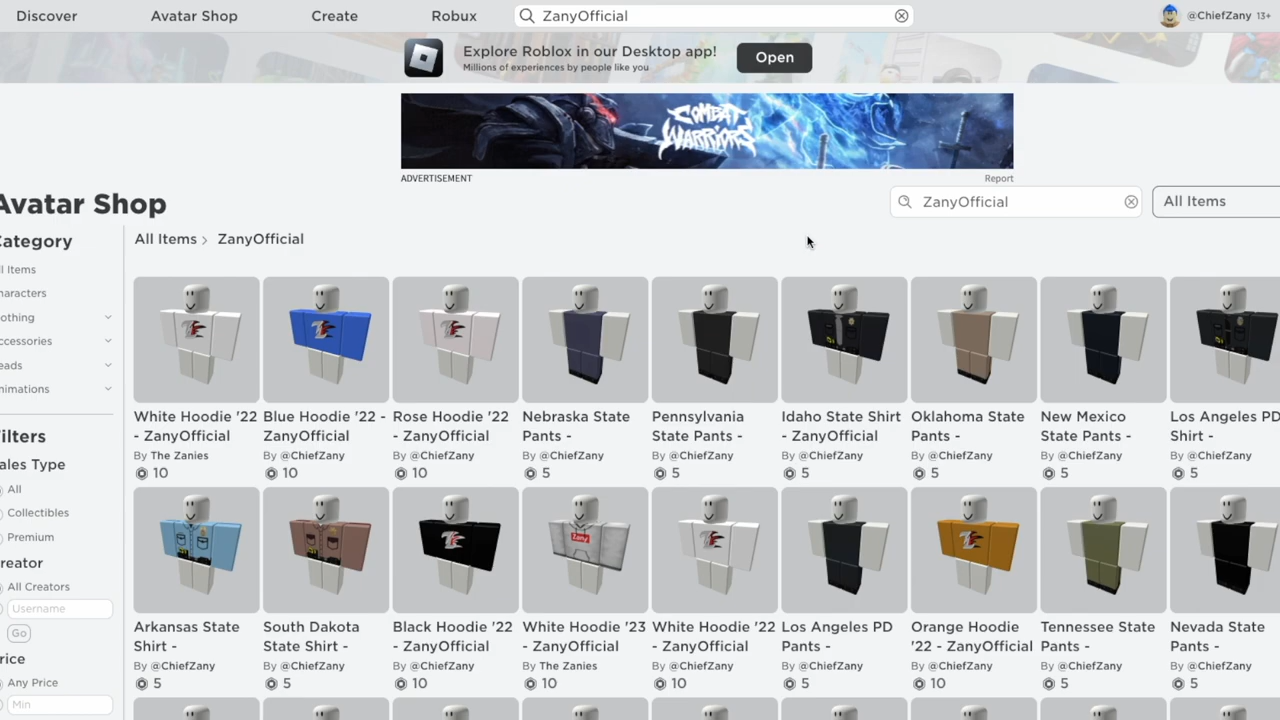 Discover
Avatar Shop
Create
Robux
ZanyOfficial
@ChiefZany 13+
Explore Roblox in our Desktop app!
Millions of experiences by people like you
Open
COMBAT
WARRIORS
ADVERTISEMENT
Report
Avatar Shop
ZanyOfficial
All Items
Category
ll Items
haracters
othing
ccessories
eads
nimations
ilters
ales Type
All
Collectibles
Premium
reator
All Creators
Username
Go
rice
Any Price
Min
All Items > ZanyOfficial
White Hoodie '22
- ZanyOfficial
By The Zanies
10
Blue Hoodie '22 -
ZanyOfficial
By @ChiefZany
10
Rose Hoodie '22
- ZanyOfficial
By @ChiefZany
10
Nebraska State
Pants -
By @ChiefZany
5
Pennsylvania
State Pants -
By @ChiefZany
5
Idaho State Shirt
- ZanyOfficial
By @ChiefZany
5
Oklahoma State
Pants -
By @ChiefZany
5
New Mexico
State Pants -
By @ChiefZany
5
Los Angeles PD
Shirt -
By @ChiefZany
5
Arkansas State
Shirt -
By @ChiefZany
5
South Dakota
State Shirt -
By @ChiefZany
5
Black Hoodie '22
- ZanyOfficial
By @ChiefZany
10
Zany
White Hoodie '23
- ZanyOfficial
By The Zanies
10
White Hoodie '22
- ZanyOfficial
By @ChiefZany
10
Los Angeles PD
Pants -
By @ChiefZany
5
Orange Hoodie
'22 - ZanyOfficial
By @ChiefZany
10
Tennessee State
Pants -
By @ChiefZany
5
Nevada State
Pants -
By @ChiefZany
5